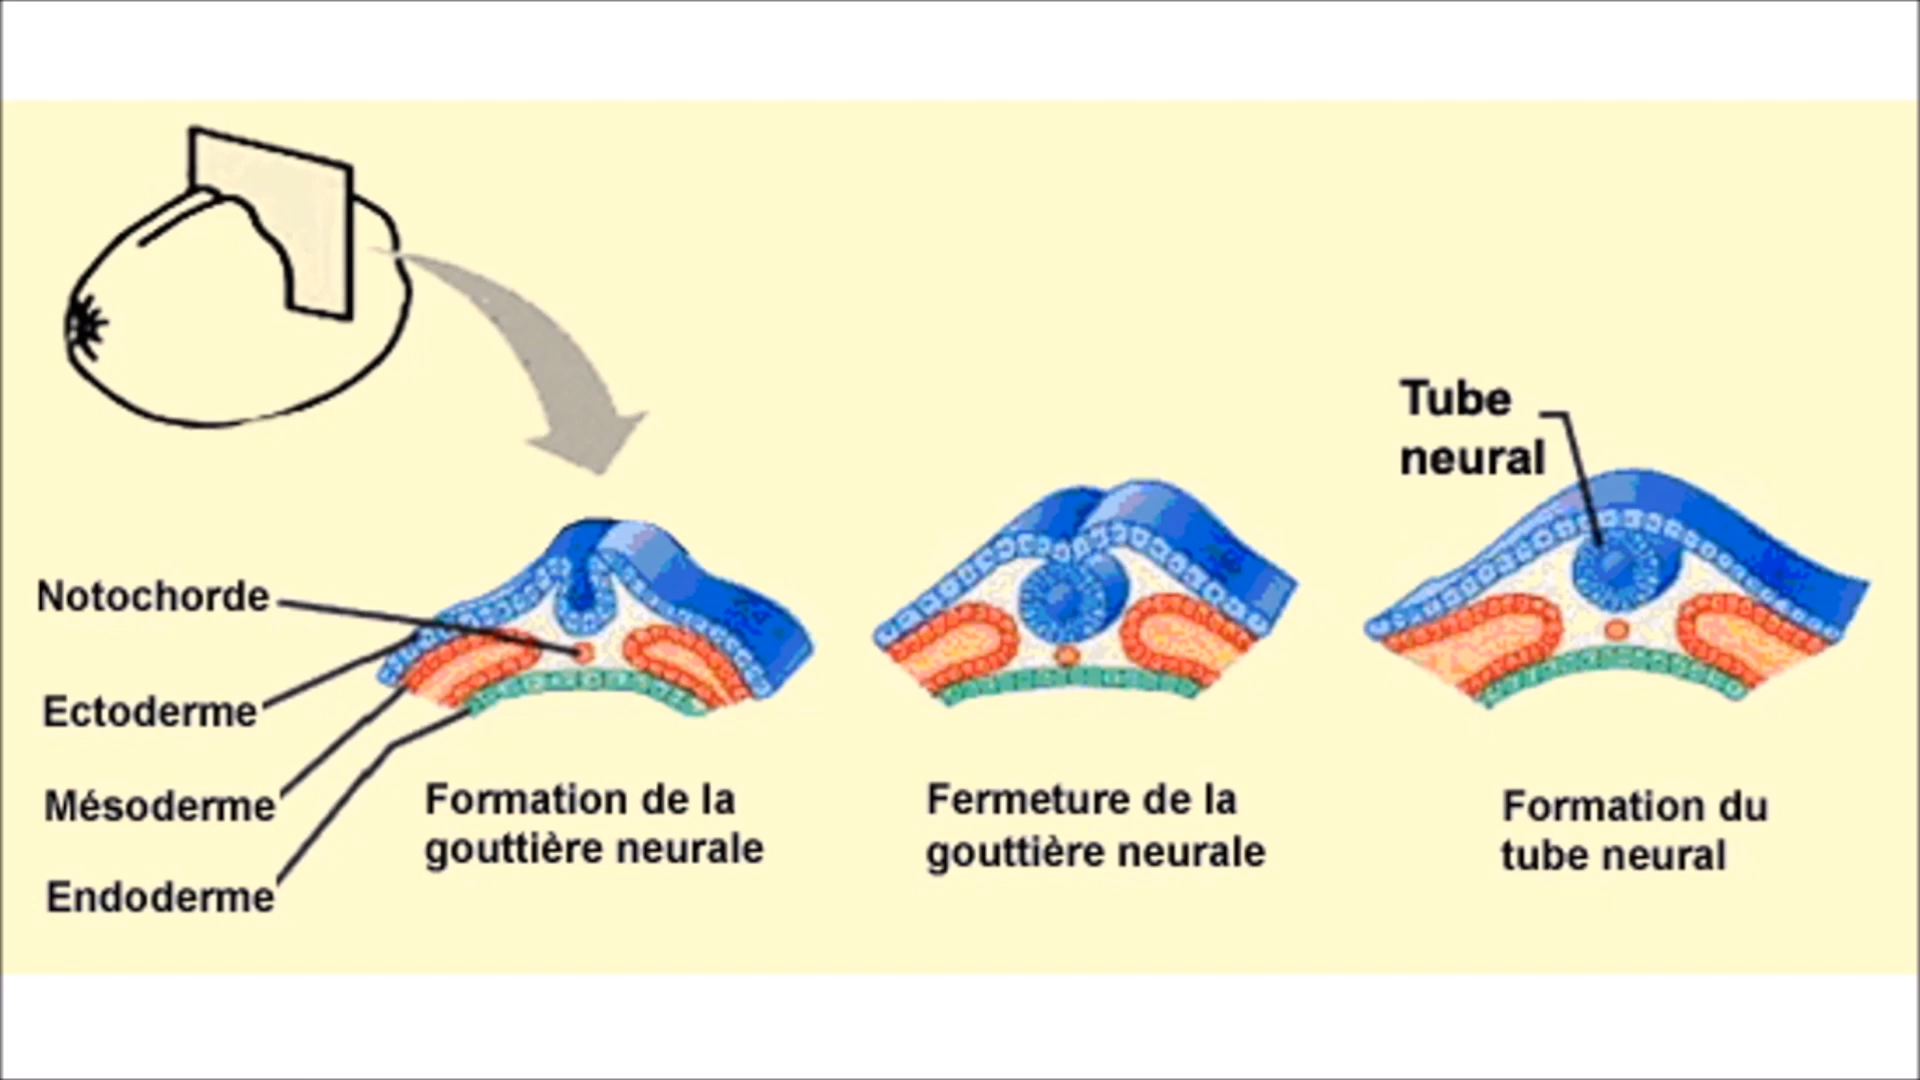 Tube
neural
Notochorde
Ectoderme
Mésoderme
Endoderme
Formation de la
gouttière neurale
Fermeture de la
gouttière neurale
Formation du
tube neural